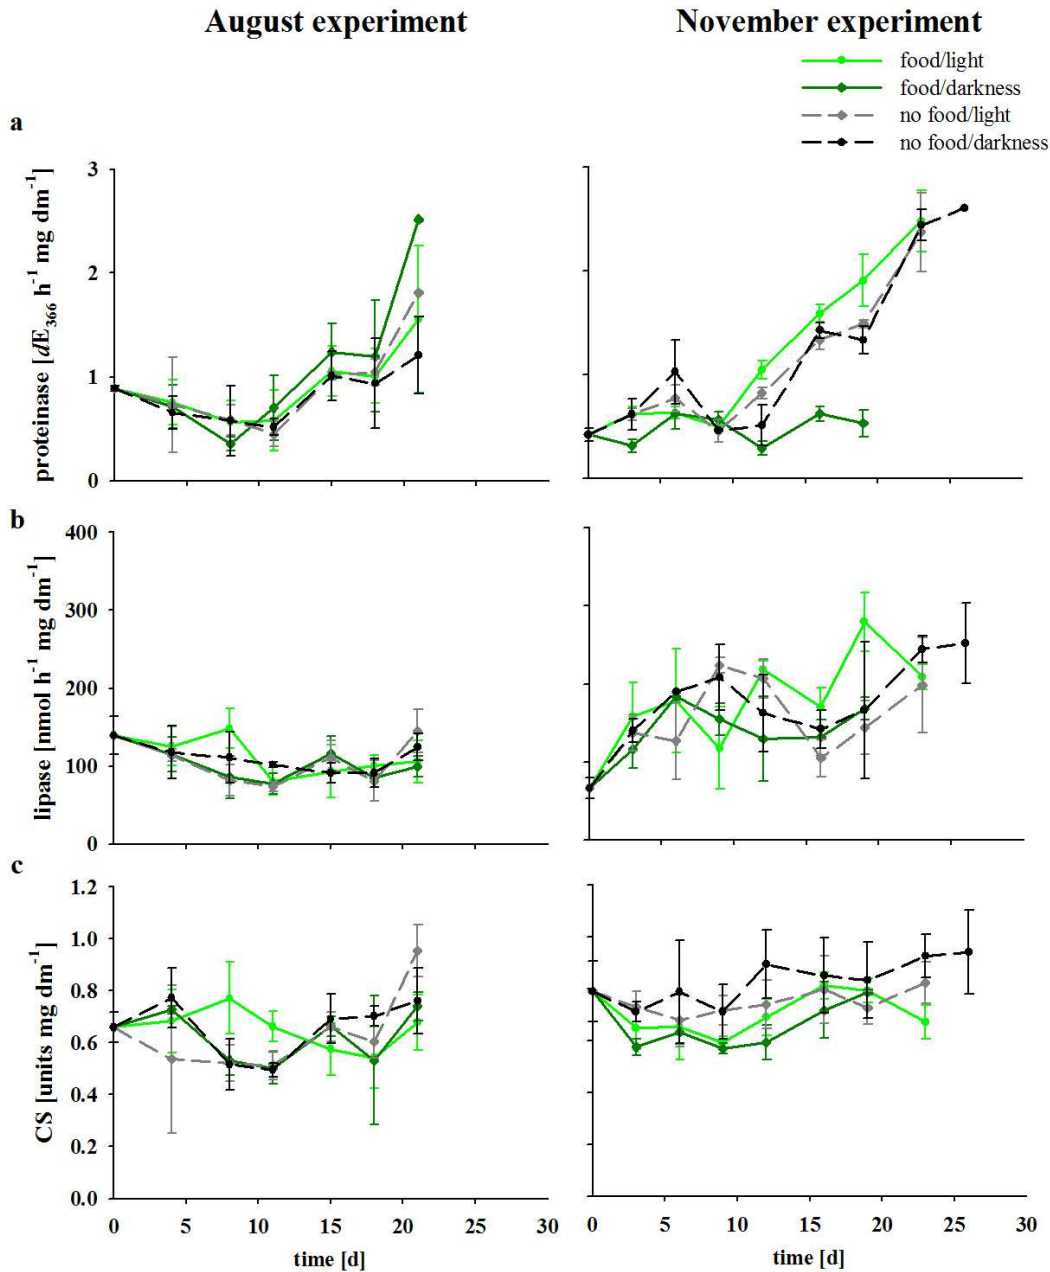 August experiment
November experiment
food/light
food/darkness
no food/light
no food/darkness
a
proteinase [dE₃₆₆ h⁻¹ mg dm⁻¹]
3
2
1
0
b
lipase [nmol h⁻¹ mg dm⁻¹]
400
300
200
100
0
c
CS [units mg dm⁻¹]
1.2
1.0
0.8
0.6
0.4
0.2
0.0
0 5 10 15 20 25 30
0 5 10 15 20 25 30
time [d]
time [d]